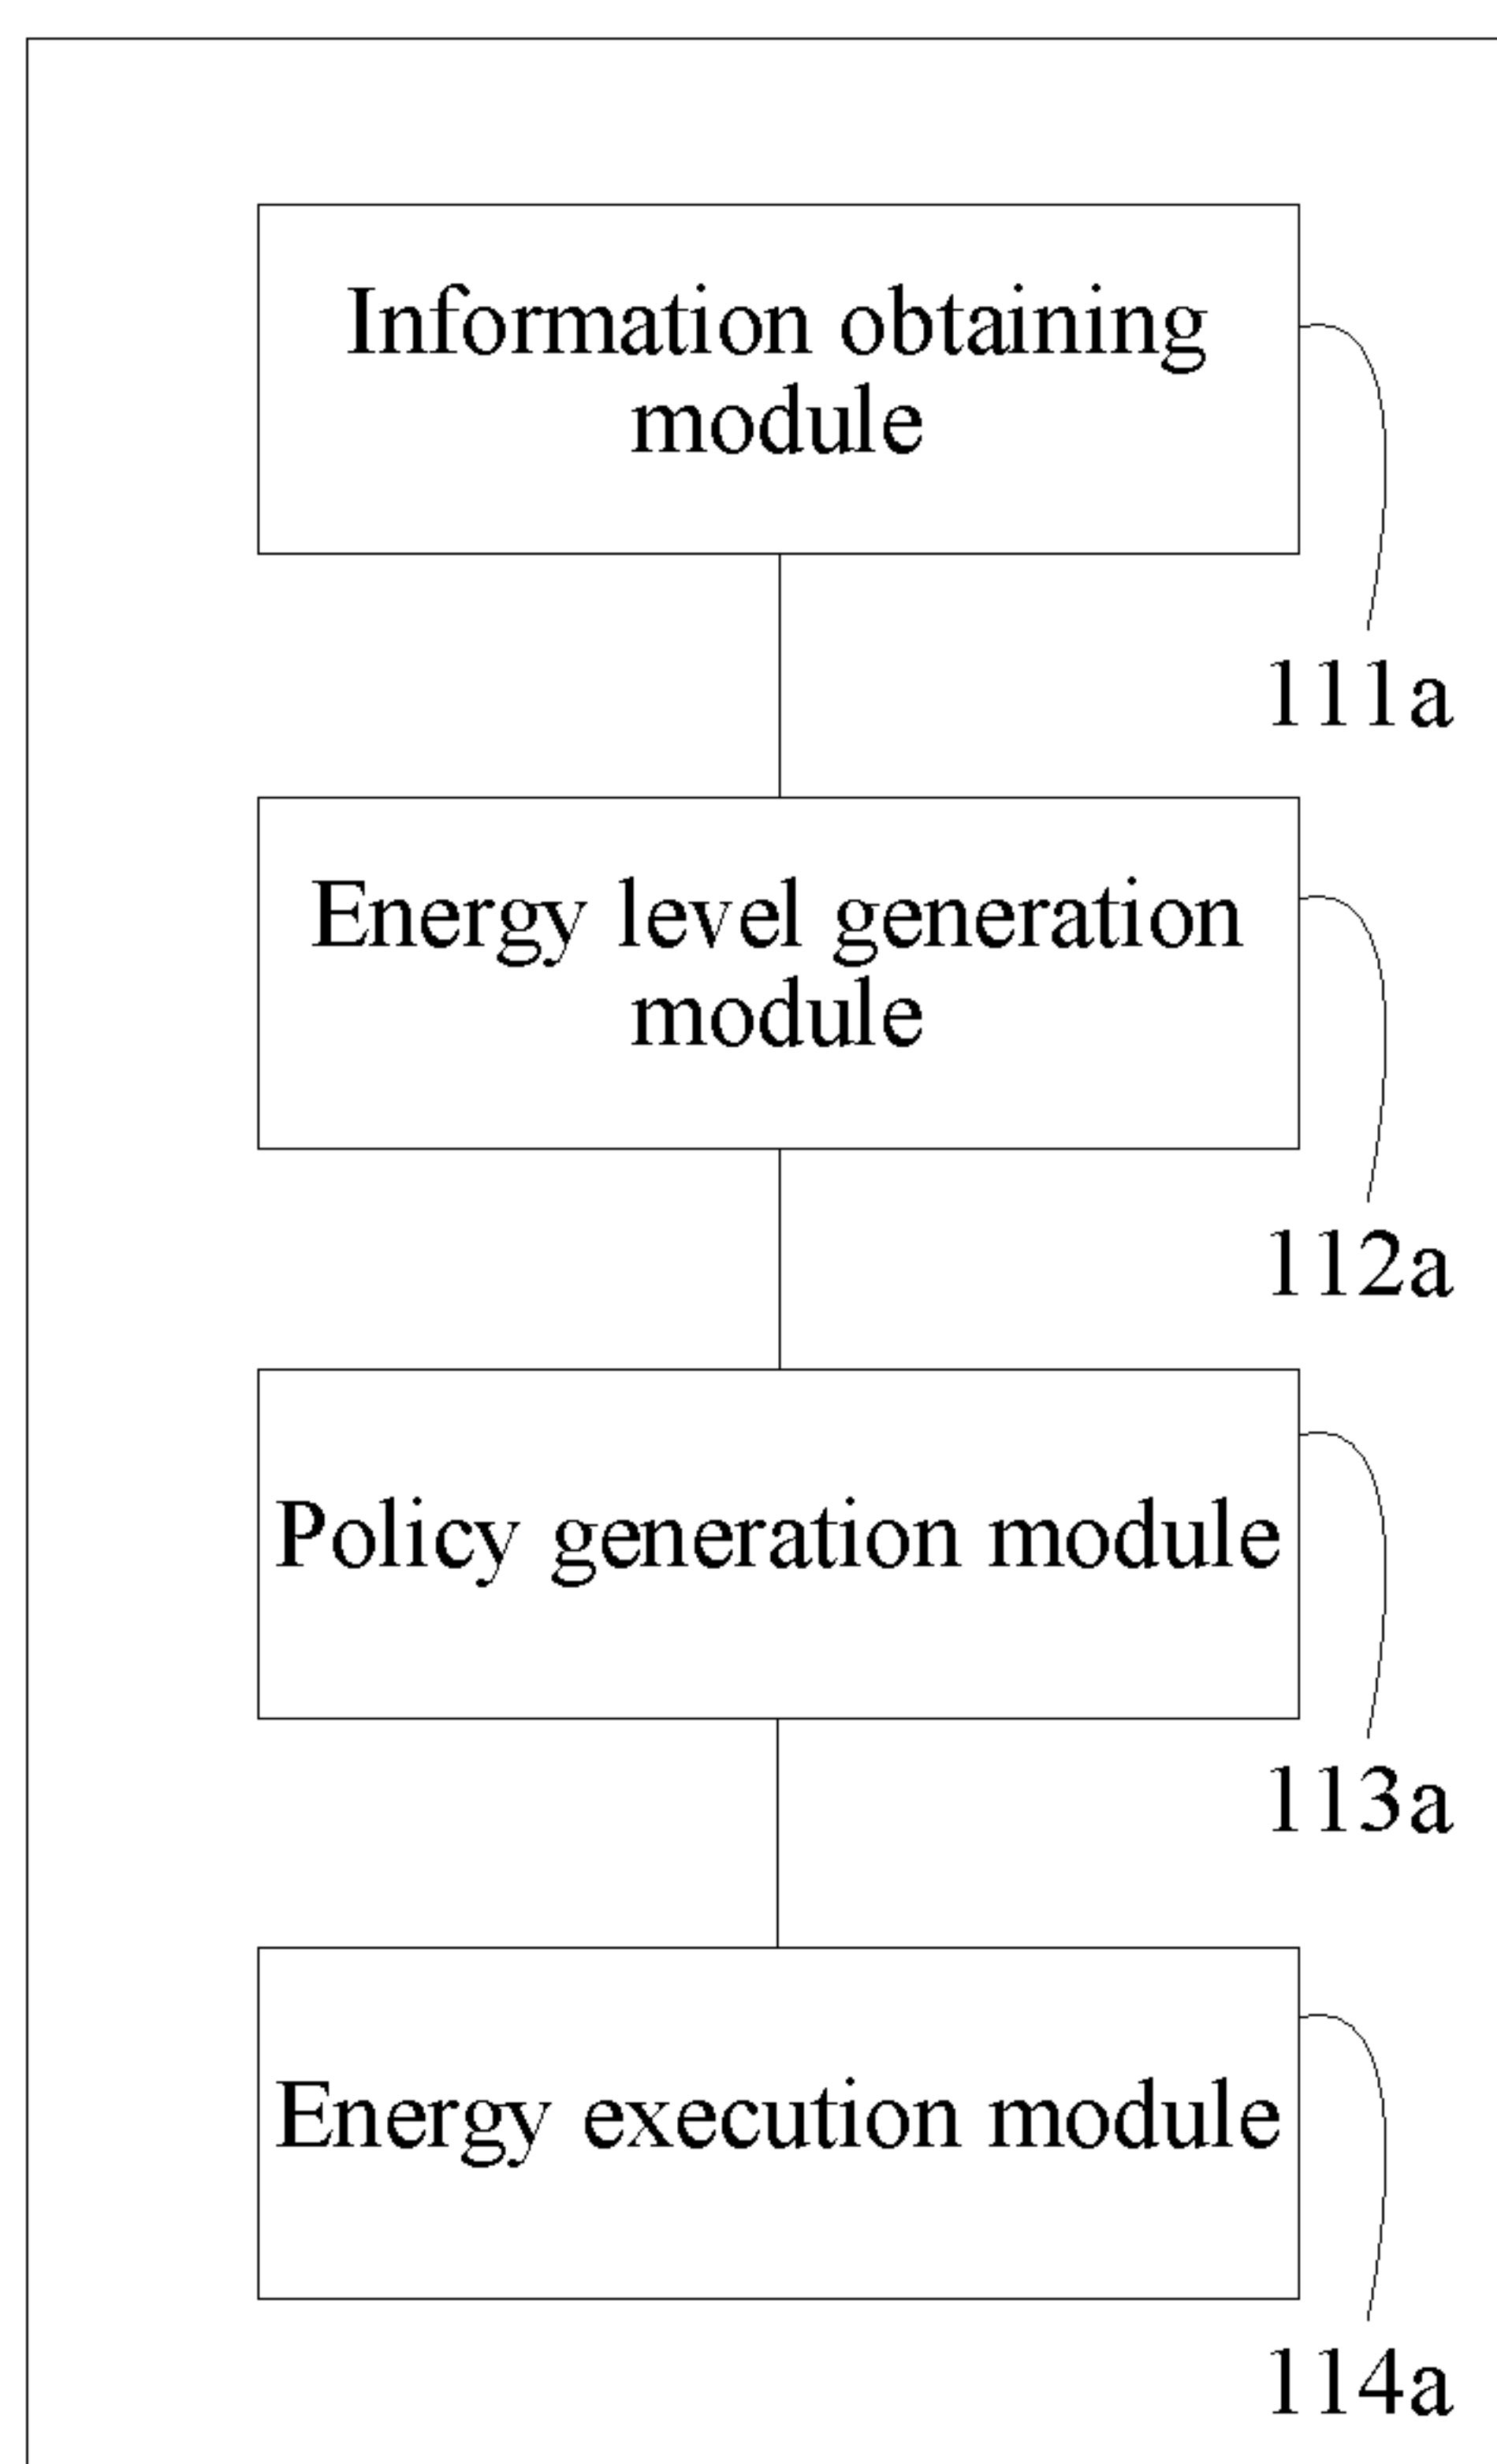 Information obtaining
module
111a
Energy level generation
module
112a
Policy generation module
113a
Energy execution module
114a